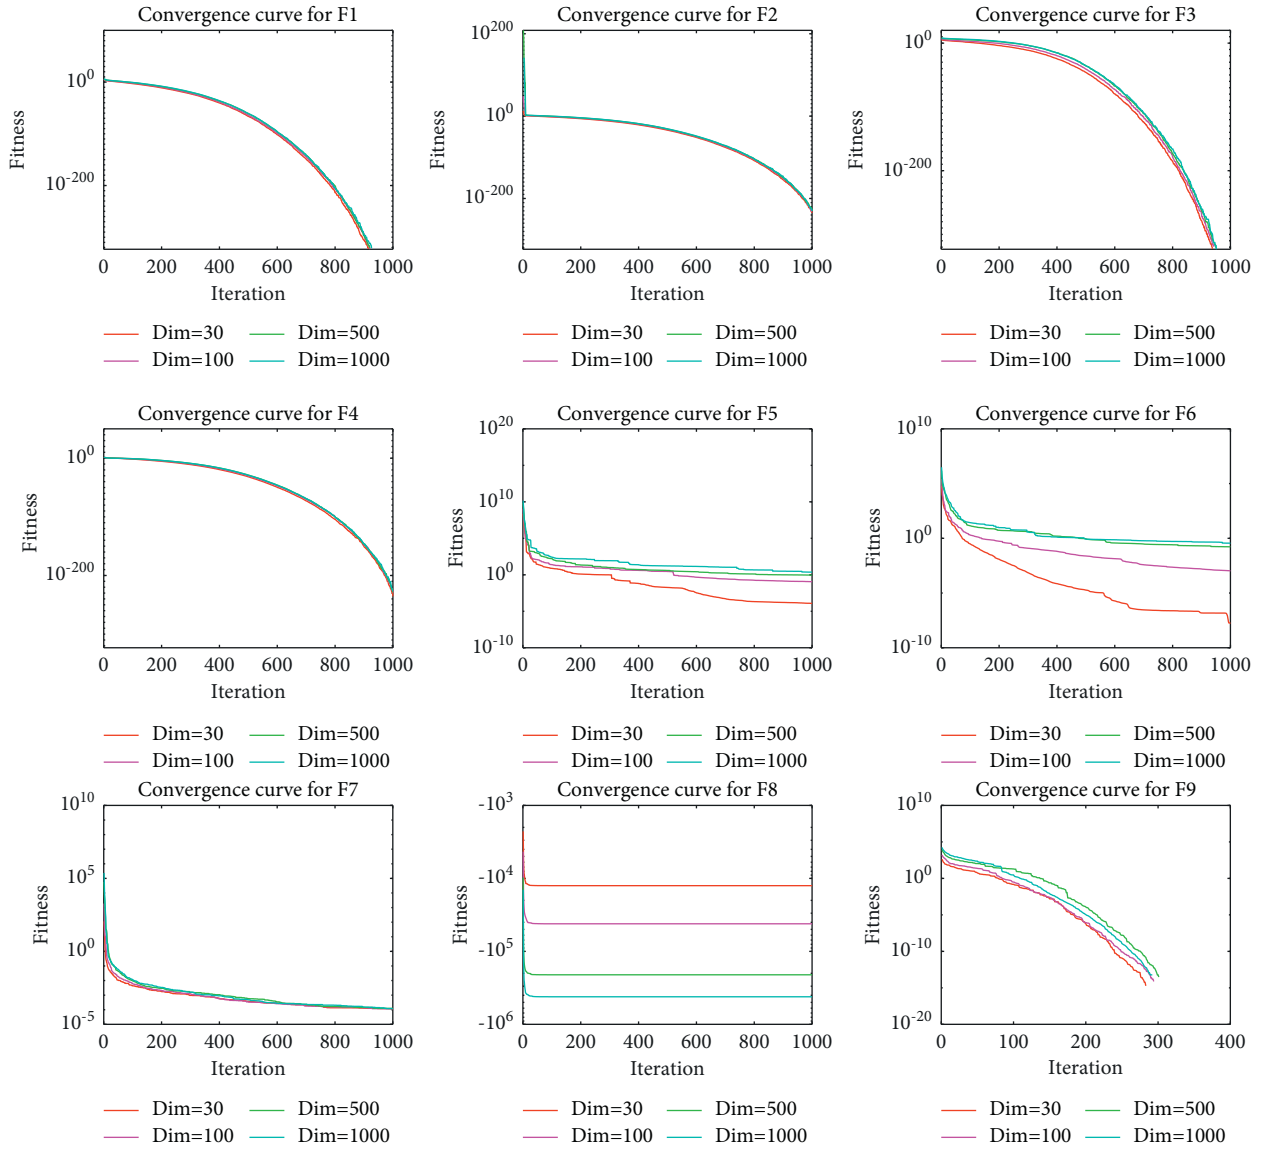 Convergence curve for F1
Fitness
10^0
10^-200
0 200 400 600 800 1000
Iteration
Dim=30 Dim=500
Dim=100 Dim=1000
Convergence curve for F2
Fitness
10^200
10^0
10^-200
0 200 400 600 800 1000
Iteration
Dim=30 Dim=500
Dim=100 Dim=1000
Convergence curve for F3
Fitness
10^0
10^-200
0 200 400 600 800 1000
Iteration
Dim=30 Dim=500
Dim=100 Dim=1000
Convergence curve for F4
Fitness
10^0
10^-200
0 200 400 600 800 1000
Iteration
Dim=30 Dim=500
Dim=100 Dim=1000
Convergence curve for F5
Fitness
10^20
10^10
10^0
10^-10
0 200 400 600 800 1000
Iteration
Dim=30 Dim=500
Dim=100 Dim=1000
Convergence curve for F6
Fitness
10^10
10^0
10^-10
0 200 400 600 800 1000
Iteration
Dim=30 Dim=500
Dim=100 Dim=1000
Convergence curve for F7
Fitness
10^10
10^5
10^0
10^-5
0 200 400 600 800 1000
Iteration
Dim=30 Dim=500
Dim=100 Dim=1000
Convergence curve for F8
Fitness
-10^3
-10^4
-10^5
-10^6
0 200 400 600 800 1000
Iteration
Dim=30 Dim=500
Dim=100 Dim=1000
Convergence curve for F9
Fitness
10^10
10^0
10^-10
10^-20
0 100 200 300 400
Iteration
Dim=30 Dim=500
Dim=100 Dim=1000